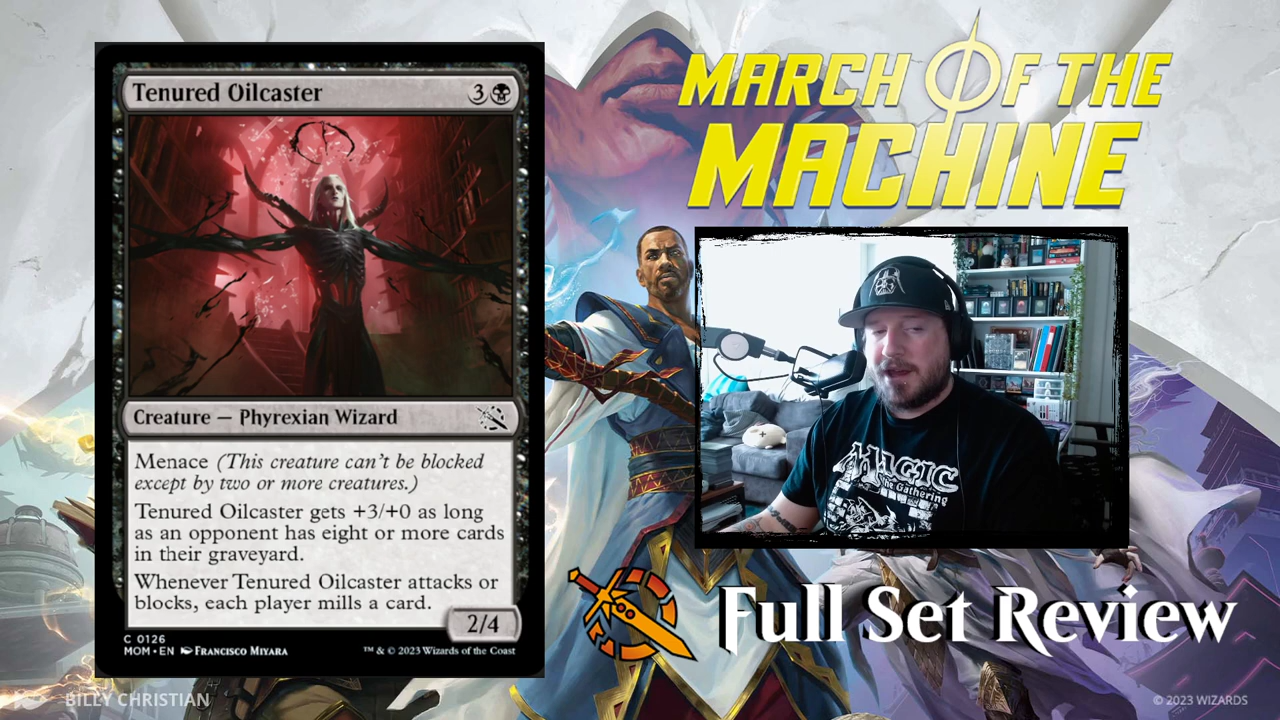 Tenured Oilcaster 3
Creature — Phyrexian Wizard
Menace (This creature can't be blocked
except by two or more creatures.)
Tenured Oilcaster gets +3/+0 as long
as an opponent has eight or more cards
in their graveyard.
Whenever Tenured Oilcaster attacks or
blocks, each player mills a card.
2/4
C 0126
MOM • EN Francisco Miyara
™ & © 2023 Wizards of the Coast
MARCH OF THE
MACHINE
MAGIC
the Gathering
Full Set Review
BILLY CHRISTIAN
© 2023 WIZARDS